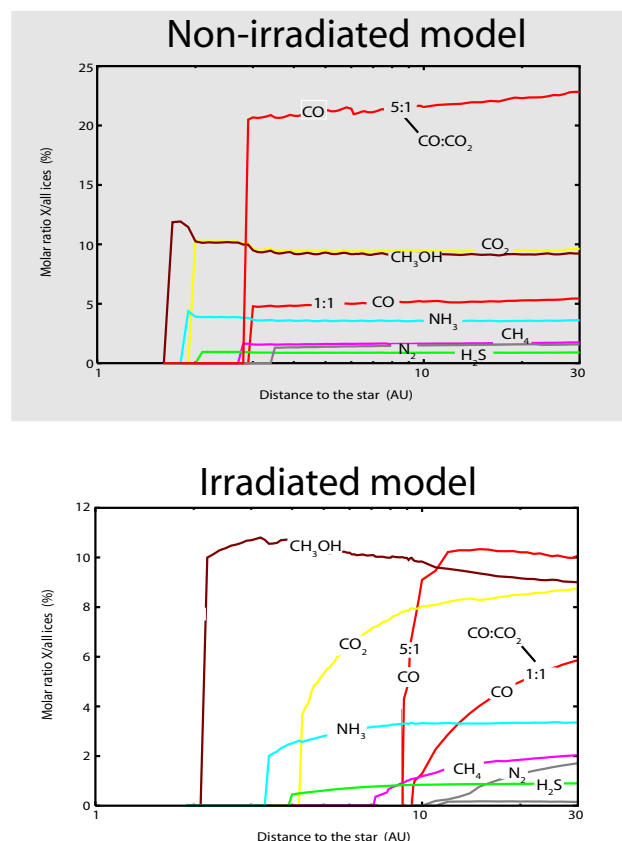 Non-irradiated model
25
20
15
10
5
0
Molar ratio X/all ices (%)
CO
5:1
CO:CO₂
CO₂
CH₃OH
1:1
CO
NH₃
CH₄
N₂
H₂S
1
10
30
Distance to the star (AU)
Irradiated model
12
10
8
6
4
2
0
Molar ratio X/all ices (%)
CH₃OH
CO:CO₂
CO₂
5:1
1:1
CO
CO
NH₃
CH₄
N₂
H₂S
1
10
30
Distance to the star (AU)